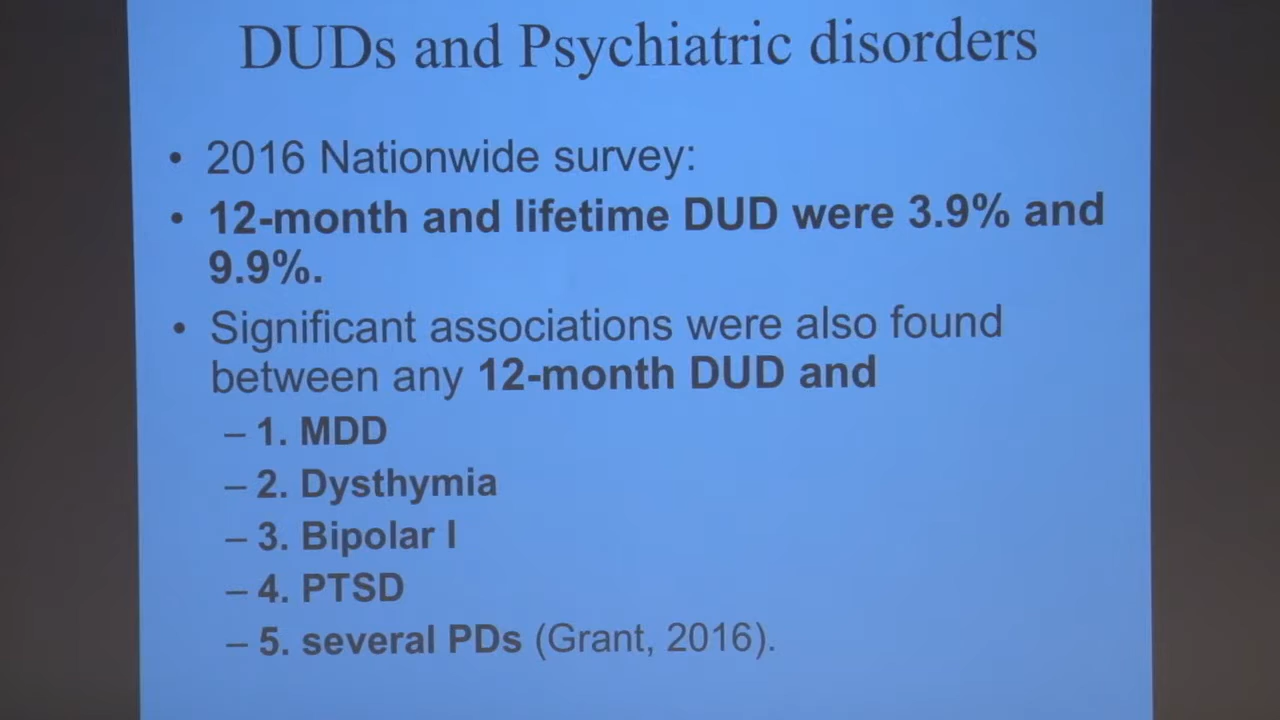 DUDs and Psychiatric disorders
• 2016 Nationwide survey:
• 12-month and lifetime DUD were 3.9% and
9.9%.
• Significant associations were also found
between any 12-month DUD and
– 1. MDD
– 2. Dysthymia
– 3. Bipolar I
– 4. PTSD
– 5. several PDs (Grant, 2016).